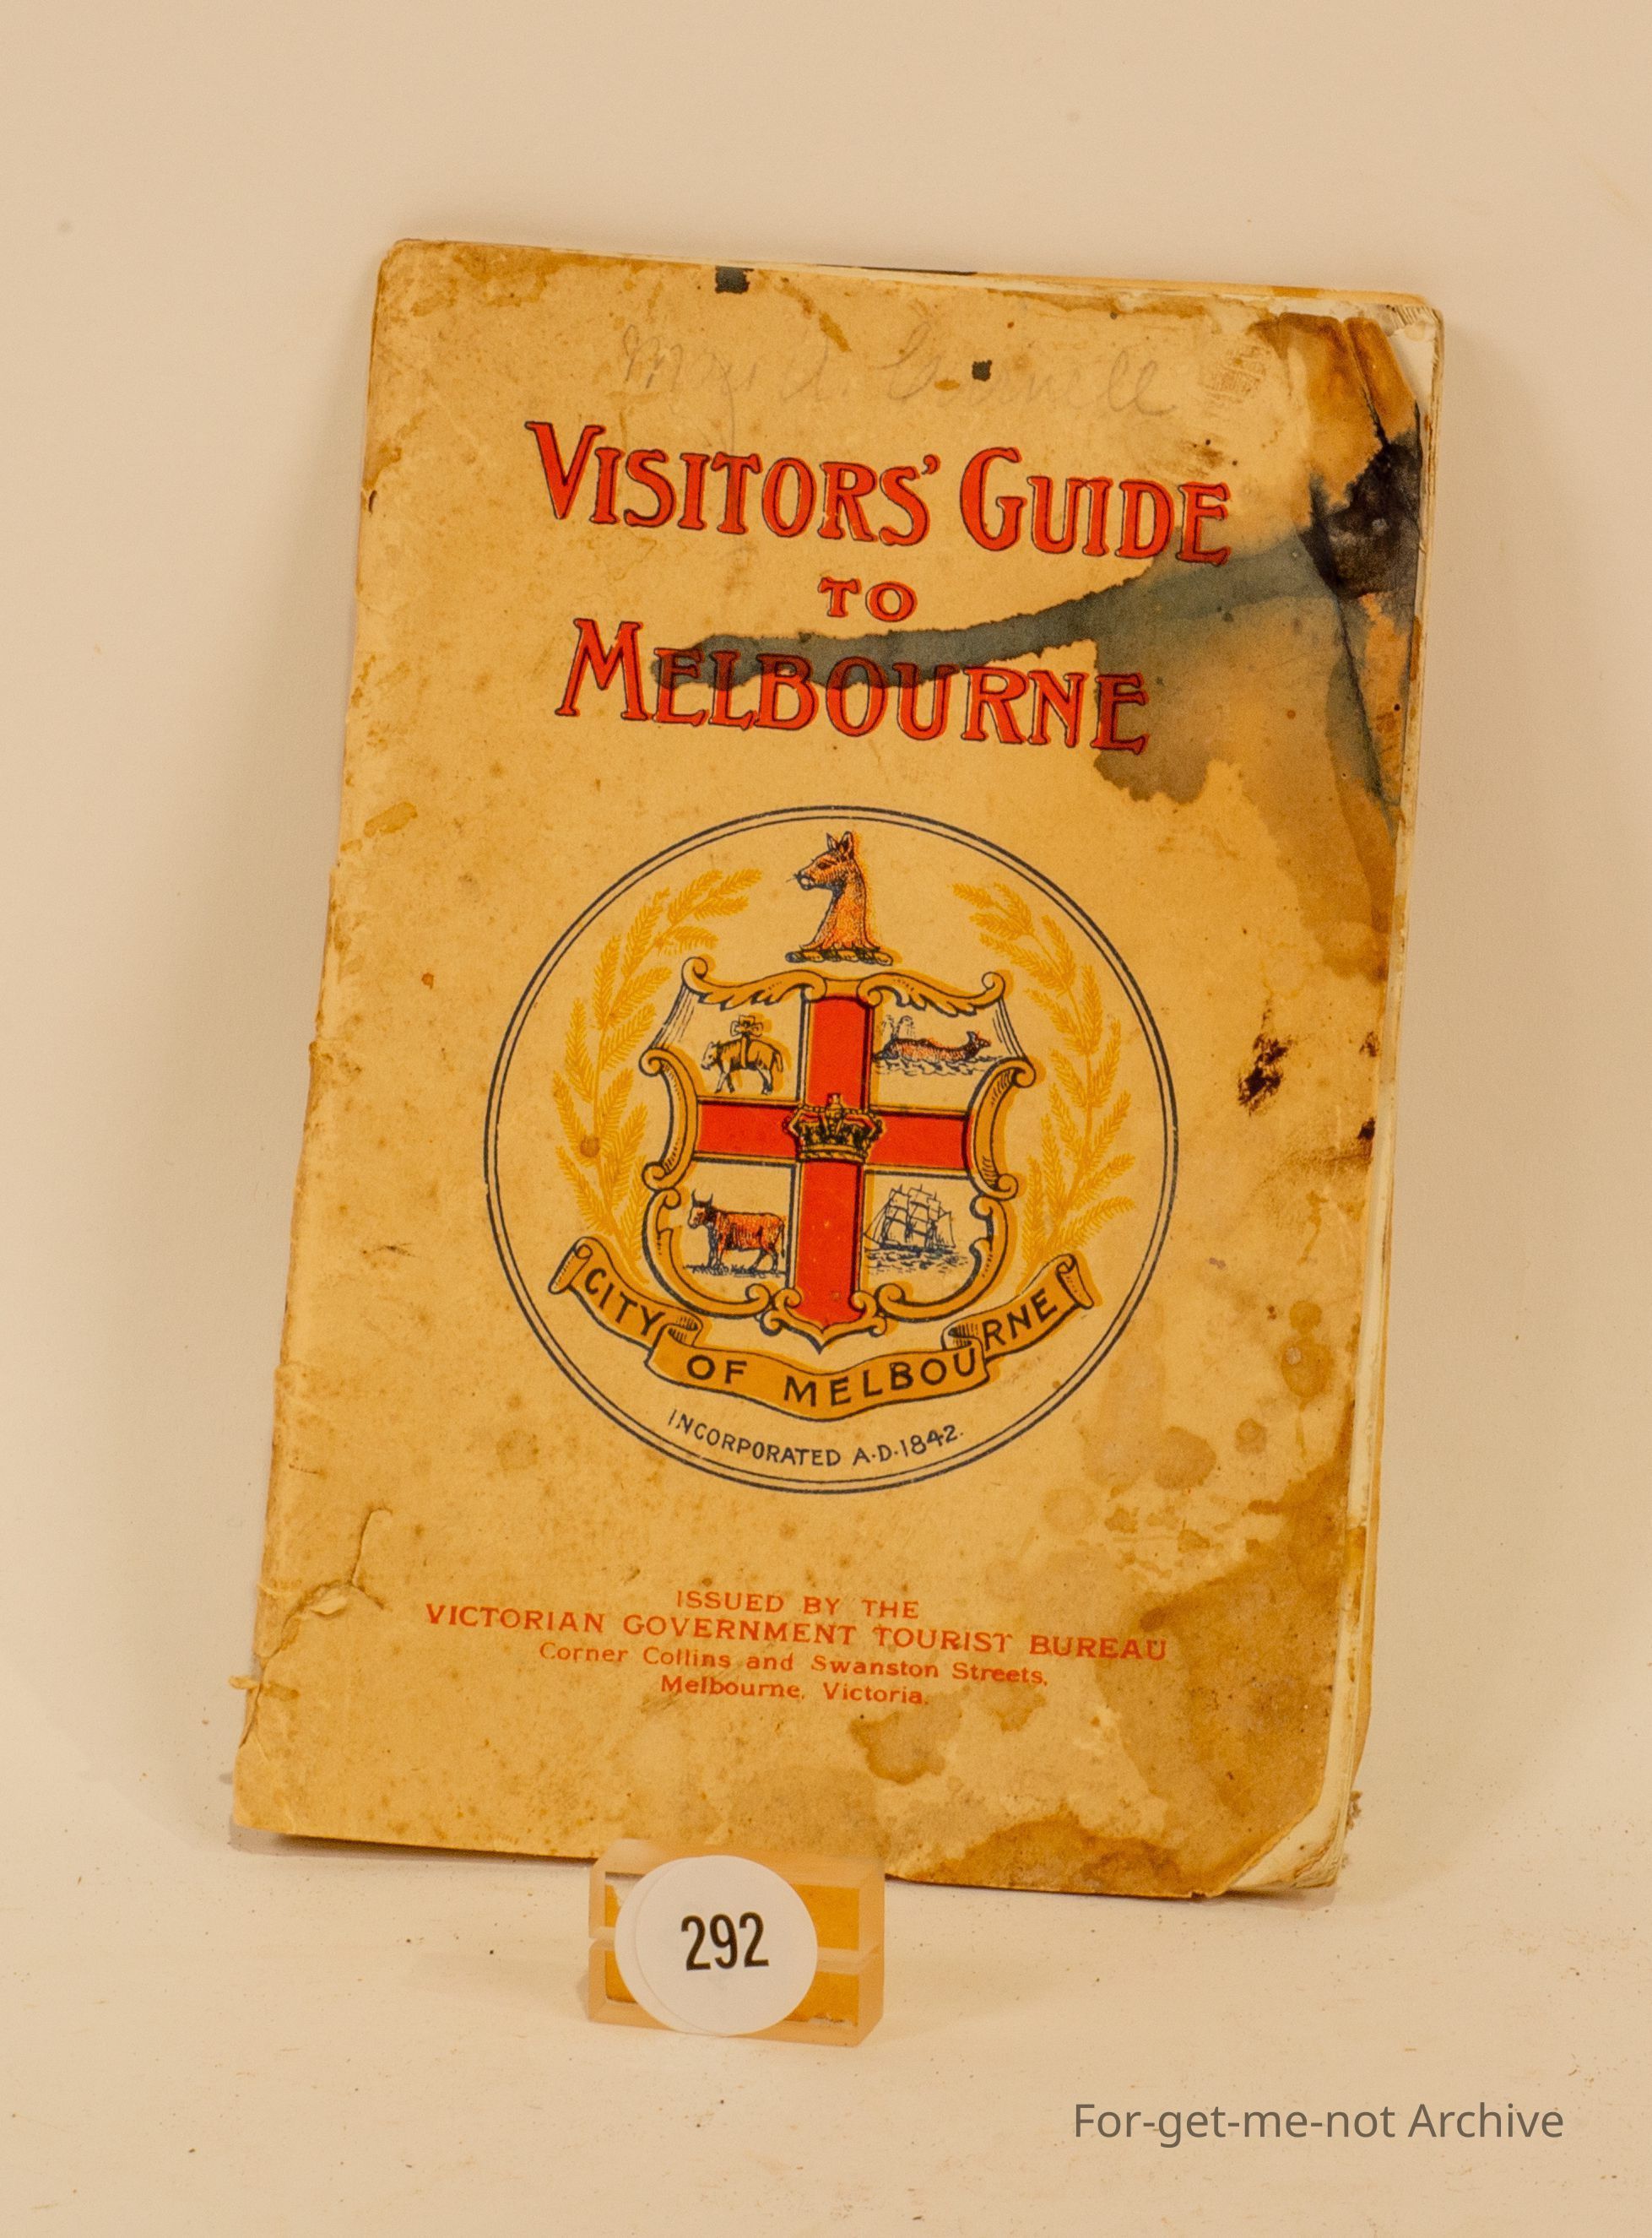 VISITORS' GUIDE
TO
MELBOURNE
CITY OF MELBOURNE
INCORPORATED A.D.1842.
ISSUED BY THE
VICTORIAN GOVERNMENT TOURIST BUREAU
Corner Collins and Swanston Streets,
Melbourne, Victoria.
292
For-get-me-not Archive